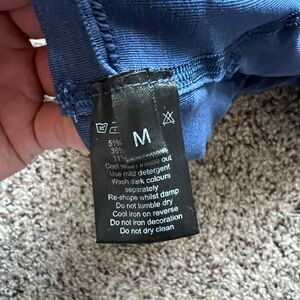 M
51%
35%
11%
Cool wash inside out
Use mild detergent
Wash dark colours
separately
Re-shape whilst damp
Do not tumble dry
Cool iron on reverse
Do not iron decoration
Do not dry clean